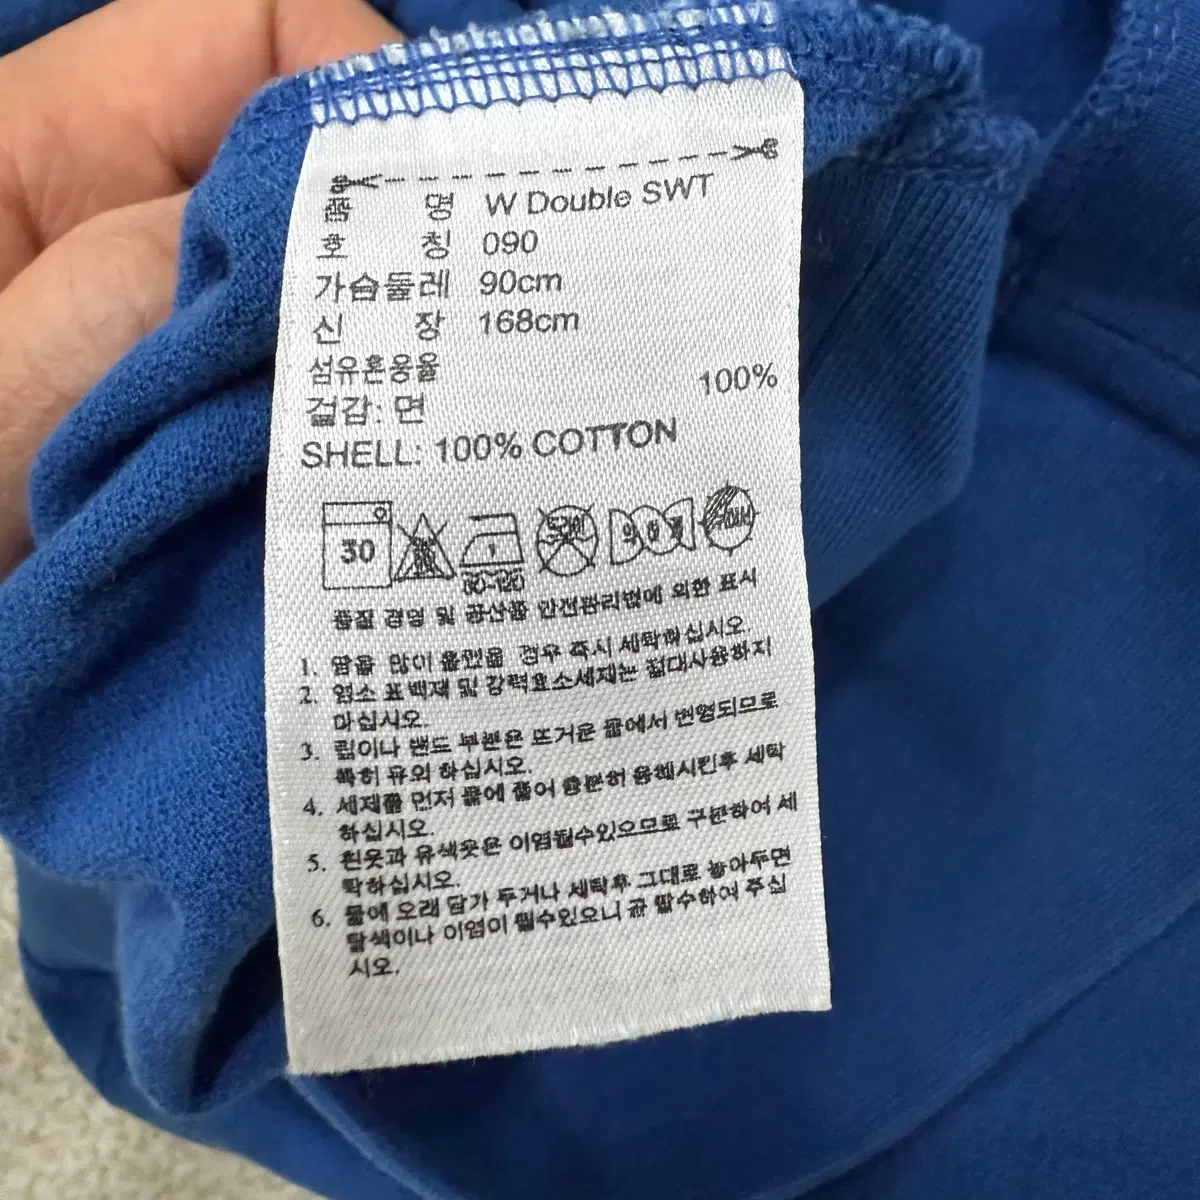 품 명 W Double SWT
호 칭 090
가슴둘레 90cm
신 장 168cm
섬유혼용율
겉감: 면 100%
SHELL: 100% COTTON
30
80~120
품질 경영 및 공산품 안전관리법에 의한 표시
1. 땀을 많이 흘렸을 경우 즉시 세탁하십시오.
2. 염소 표백제 및 강력효소세제는 절대사용하지
마십시오.
3. 립이나 밴드 부분은 뜨거운 물에서 변형되므로
특히 유의 하십시오.
4. 세제를 먼저 물에 풀어 충분히 용해시킨후 세탁
하십시오.
5. 흰옷과 유색옷은 이염될수있으므로 구분하여 세
탁하십시오.
6. 물에 오래 담가 두거나 세탁후 그대로 놓아두면
탈색이나 이염이 될수있으니 곧 탈수하여 주십
시오.